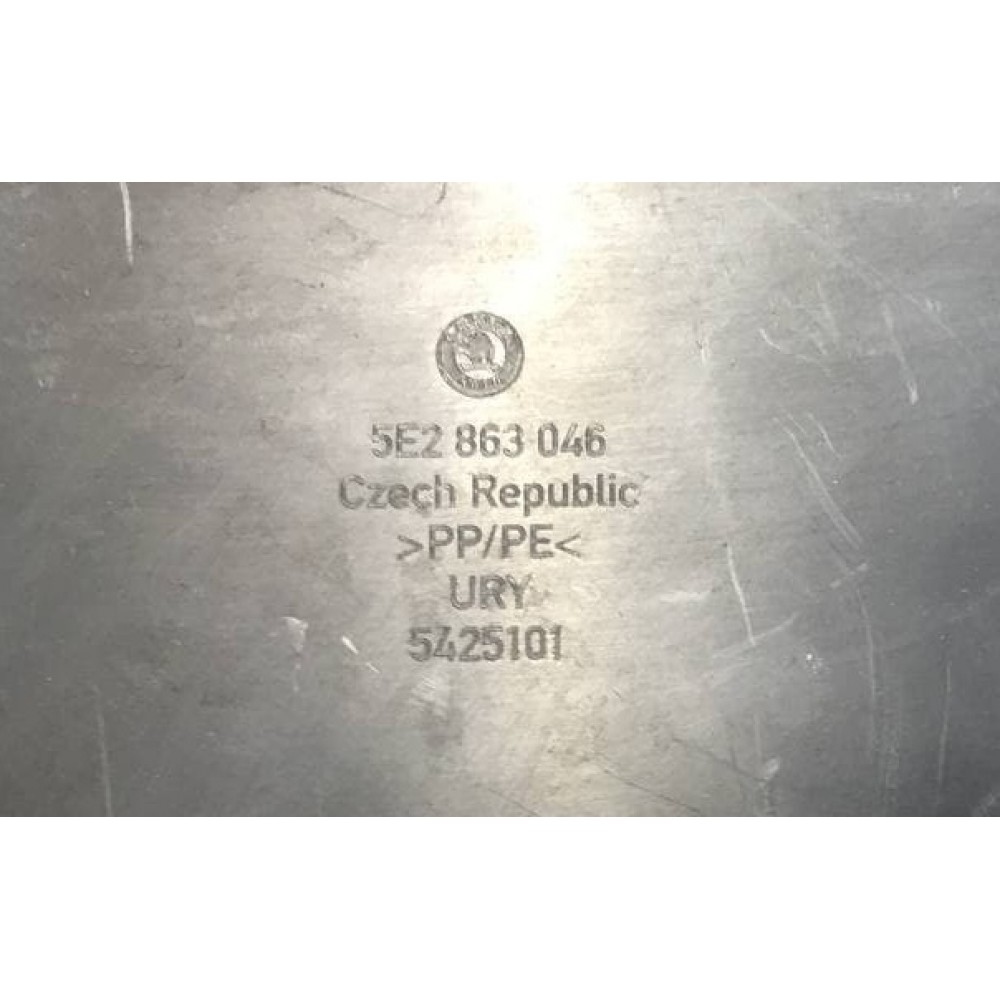 5E2 863 046
Czech Republic
>PP/PE<
URY
5425101